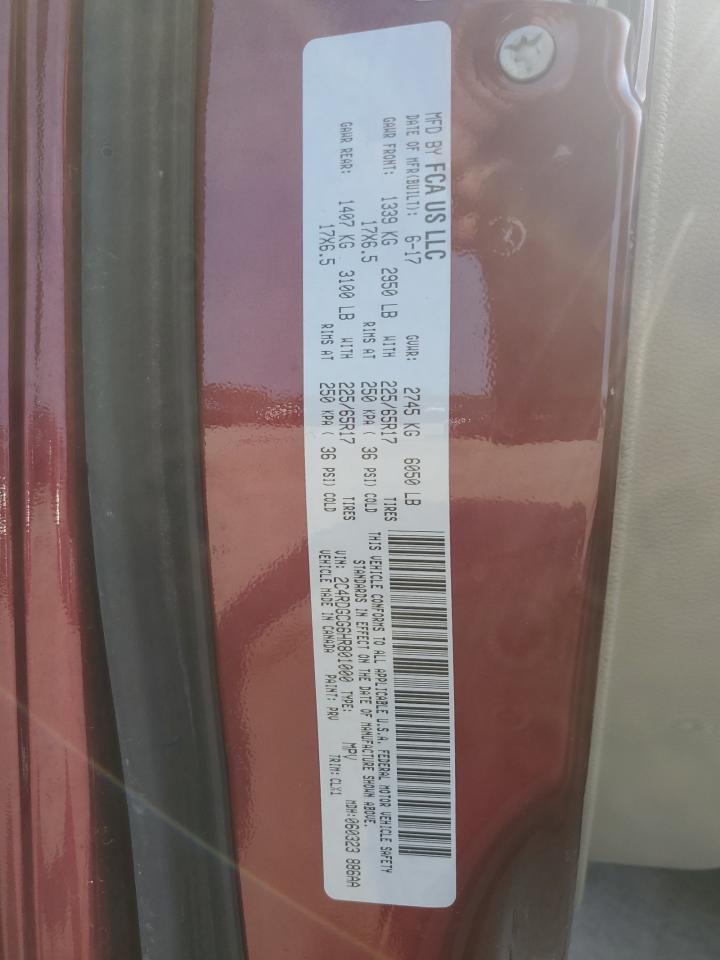 MFD BY FCA US LLC
DATE OF MFR(BUILT): 6-17 GVWR: 2745 KG 6050 LB
GAWR FRONT: 1339 KG 2950 LB WITH 225/65R17 TIRES
17X6.5 RIMS AT 250 KPA ( 36 PSI) COLD
GAWR REAR: 1407 KG 3100 LB WITH 225/65R17 TIRES
17X6.5 RIMS AT 250 KPA ( 36 PSI) COLD
THIS VEHICLE CONFORMS TO ALL APPLICABLE U.S.A. FEDERAL MOTOR VEHICLE SAFETY
STANDARDS IN EFFECT ON THE DATE OF MANUFACTURE SHOWN ABOVE.
VIN: 2C4RDGCG6HR801000 TYPE: MPV MDH:060323 886AA
VEHICLE MADE IN CANADA PAINT: PRV TRIM:CLX1